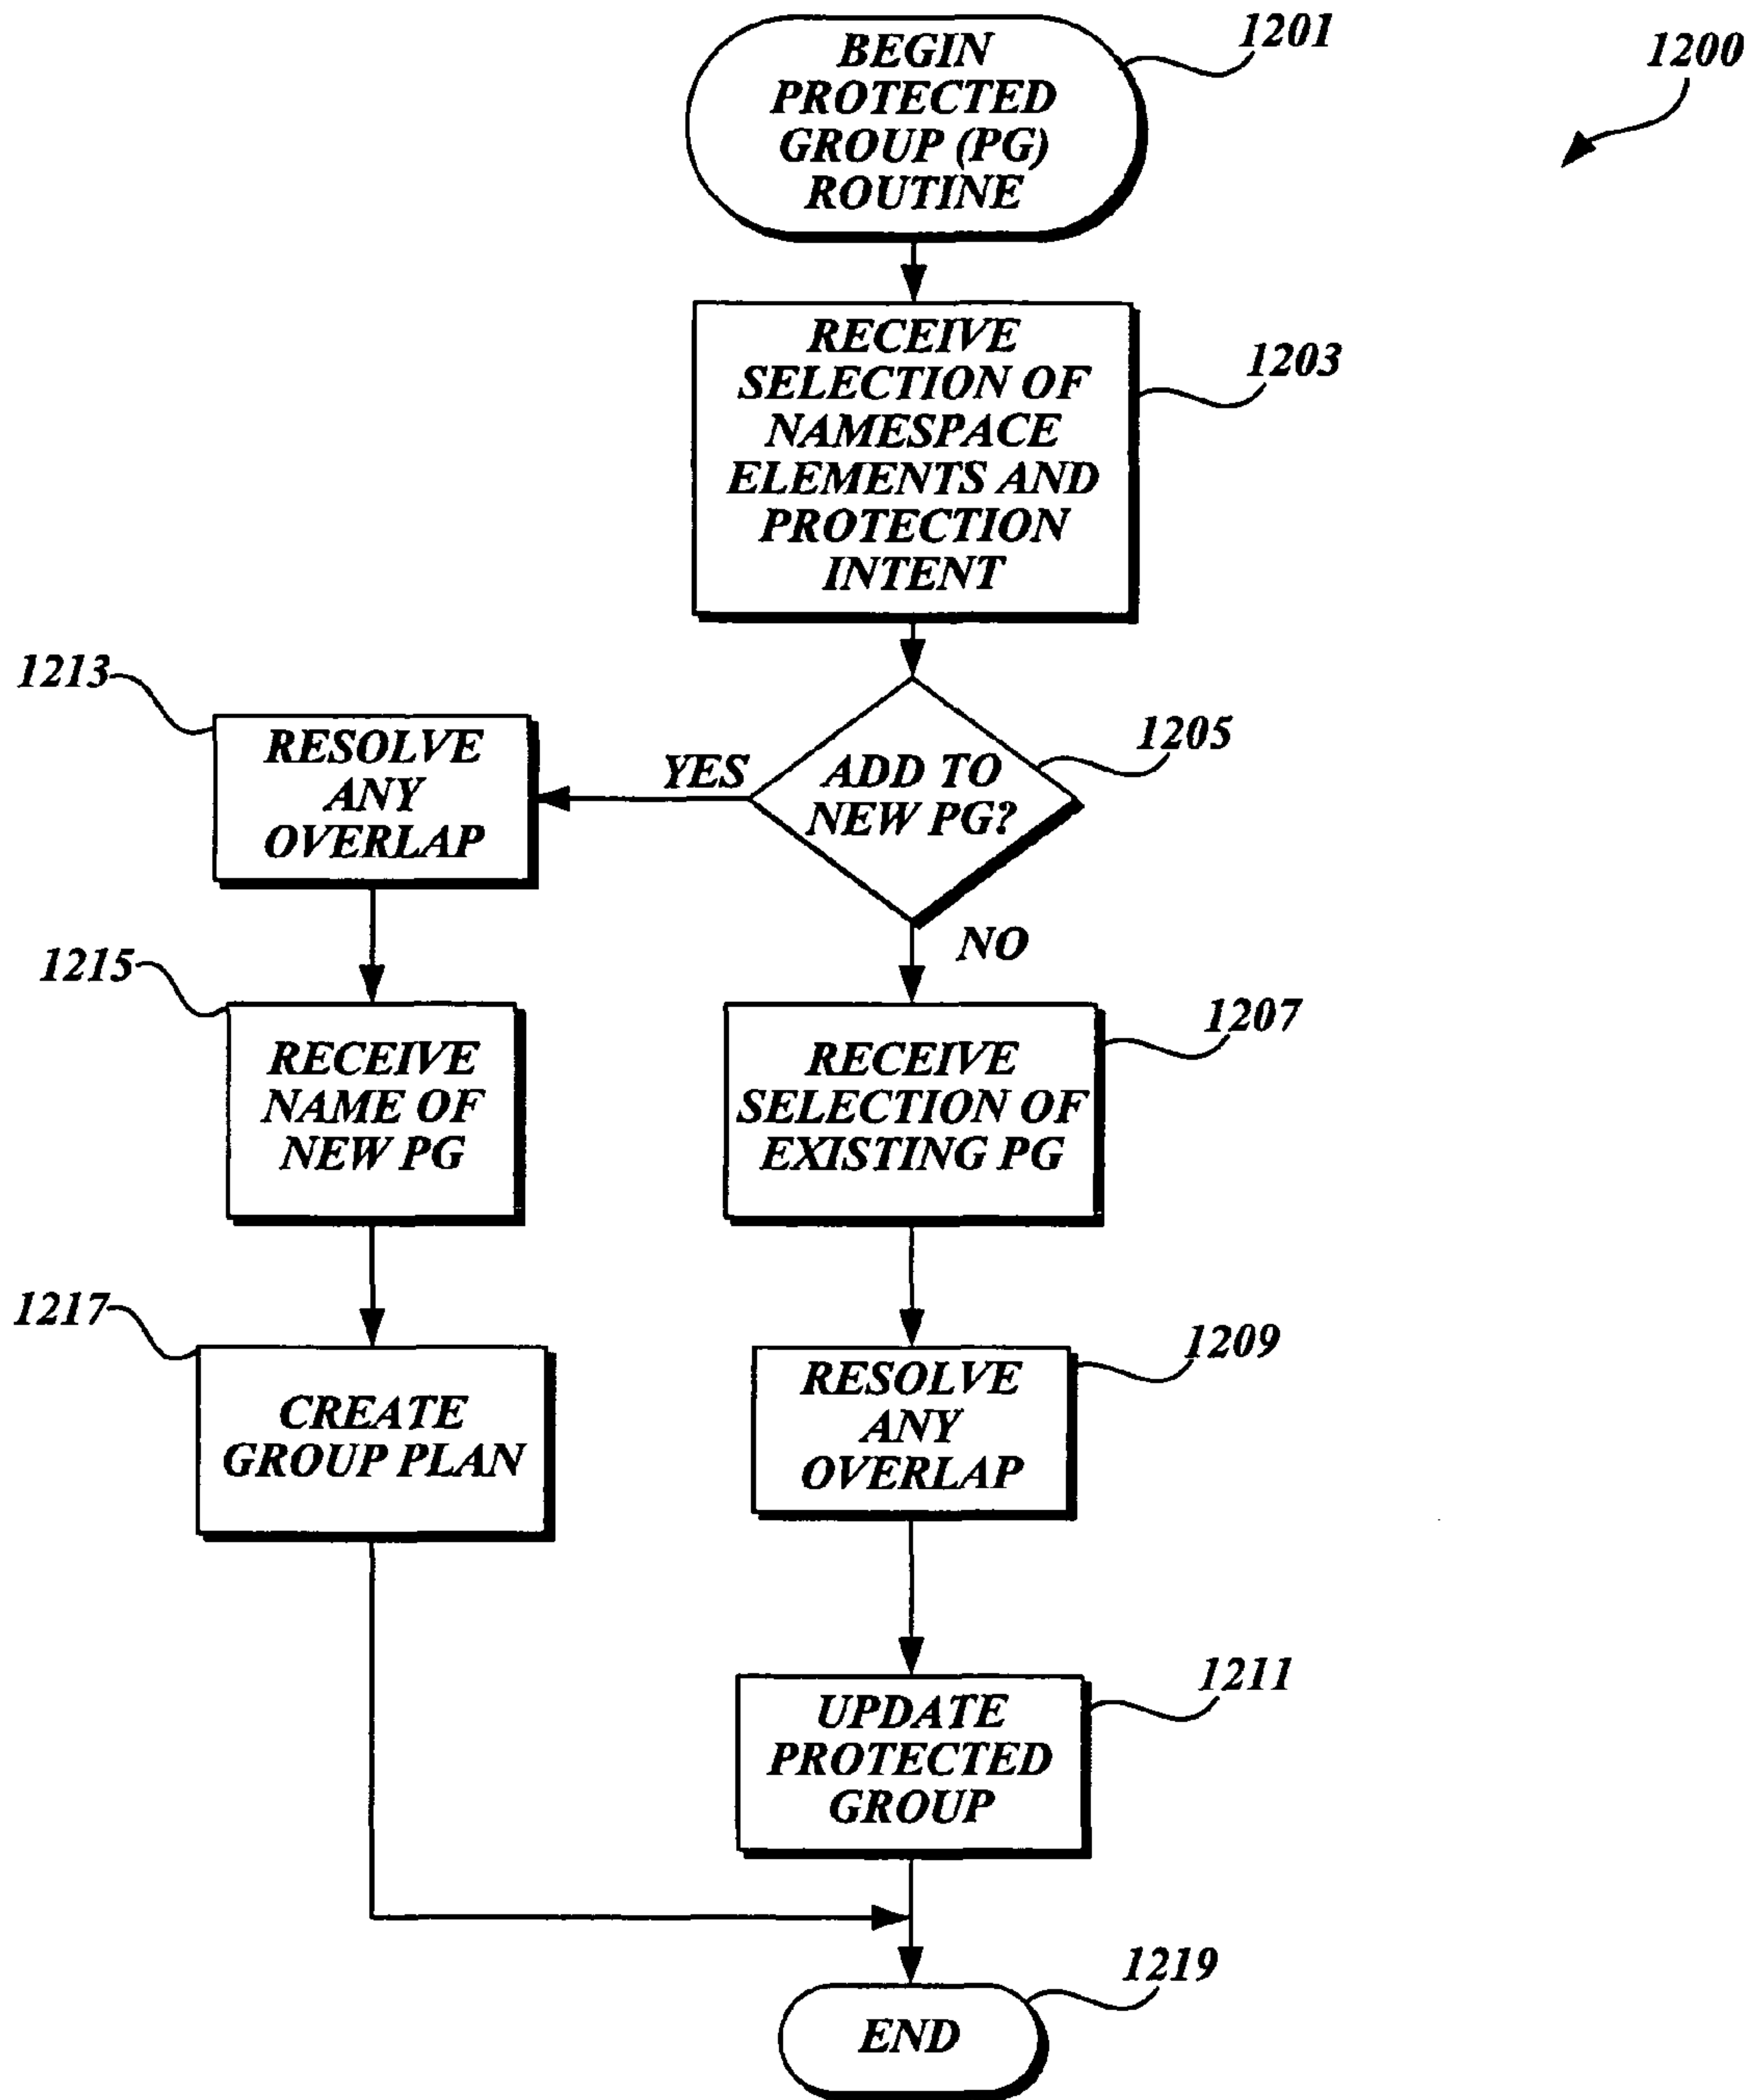 1200
1201
BEGIN
PROTECTED
GROUP (PG)
ROUTINE
1203
RECEIVE
SELECTION OF
NAMESPACE
ELEMENTS AND
PROTECTION
INTENT
1205
ADD TO
NEW PG?
YES
NO
1213
RESOLVE
ANY
OVERLAP
1215
RECEIVE
NAME OF
NEW PG
1217
CREATE
GROUP PLAN
1207
RECEIVE
SELECTION OF
EXISTING PG
1209
RESOLVE
ANY
OVERLAP
1211
UPDATE
PROTECTED
GROUP
1219
END